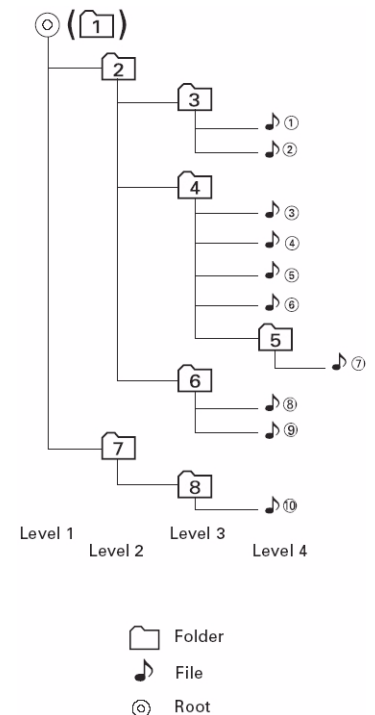 (1)
2
3
①
②
4
③
④
⑤
⑥
5
⑦
6
⑧
⑨
7
8
⑩
Level 1
Level 2
Level 3
Level 4
Folder
File
Root